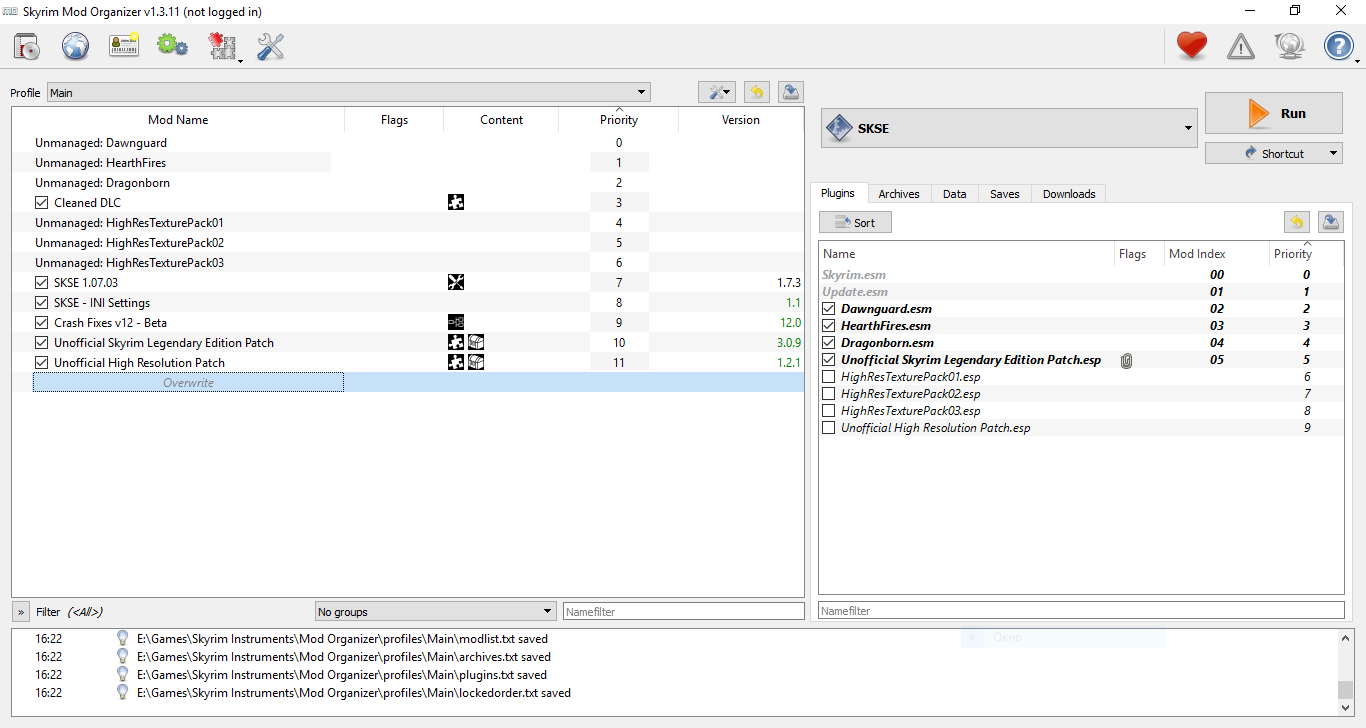 Skyrim Mod Organizer v1.3.11 (not logged in)
Profile Main
Mod Name Flags Content Priority Version
Unmanaged: Dawnguard 0
Unmanaged: HearthFires 1
Unmanaged: Dragonborn 2
Cleaned DLC 3
Unmanaged: HighResTexturePack01 4
Unmanaged: HighResTexturePack02 5
Unmanaged: HighResTexturePack03 6
SKSE 1.07.03 7 1.7.3
SKSE - INI Settings 8 1.1
Crash Fixes v12 - Beta 9 12.0
Unofficial Skyrim Legendary Edition Patch 10 3.0.9
Unofficial High Resolution Patch 11 1.2.1
Overwrite
» Filter (<All>) No groups Namefilter
SKSE
Run
Shortcut
Plugins Archives Data Saves Downloads
Sort
Name Flags Mod Index Priority
Skyrim.esm 00 0
Update.esm 01 1
Dawnguard.esm 02 2
HearthFires.esm 03 3
Dragonborn.esm 04 4
Unofficial Skyrim Legendary Edition Patch.esp 05 5
HighResTexturePack01.esp 6
HighResTexturePack02.esp 7
HighResTexturePack03.esp 8
Unofficial High Resolution Patch.esp 9
Namefilter
Окно
16:22 E:\Games\Skyrim Instruments\Mod Organizer\profiles\Main\modlist.txt saved
16:22 E:\Games\Skyrim Instruments\Mod Organizer\profiles\Main\archives.txt saved
16:22 E:\Games\Skyrim Instruments\Mod Organizer\profiles\Main\plugins.txt saved
16:22 E:\Games\Skyrim Instruments\Mod Organizer\profiles\Main\lockedorder.txt saved